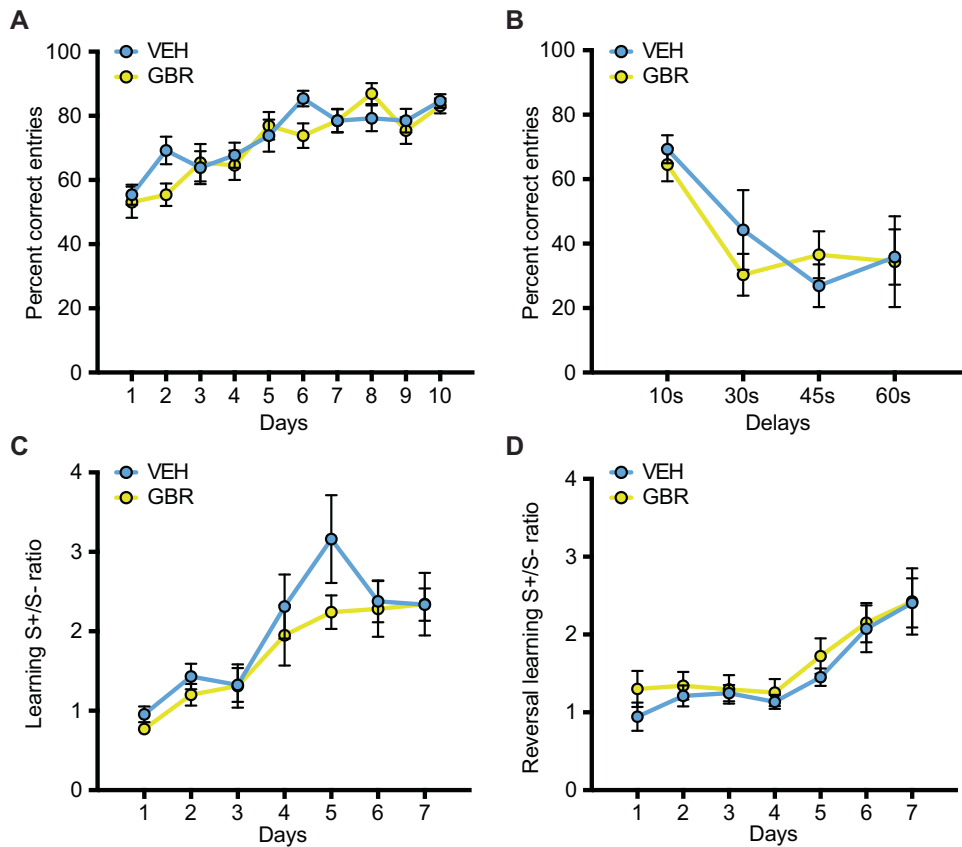 A
VEH
GBR
Percent correct entries
100
80
60
40
20
0
1 2 3 4 5 6 7 8 9 10
Days
B
VEH
GBR
Percent correct entries
100
80
60
40
20
0
10s 30s 45s 60s
Delays
C
VEH
GBR
Learning S+/S- ratio
4
3
2
1
0
1 2 3 4 5 6 7
Days
D
VEH
GBR
Reversal learning S+/S- ratio
4
3
2
1
0
1 2 3 4 5 6 7
Days